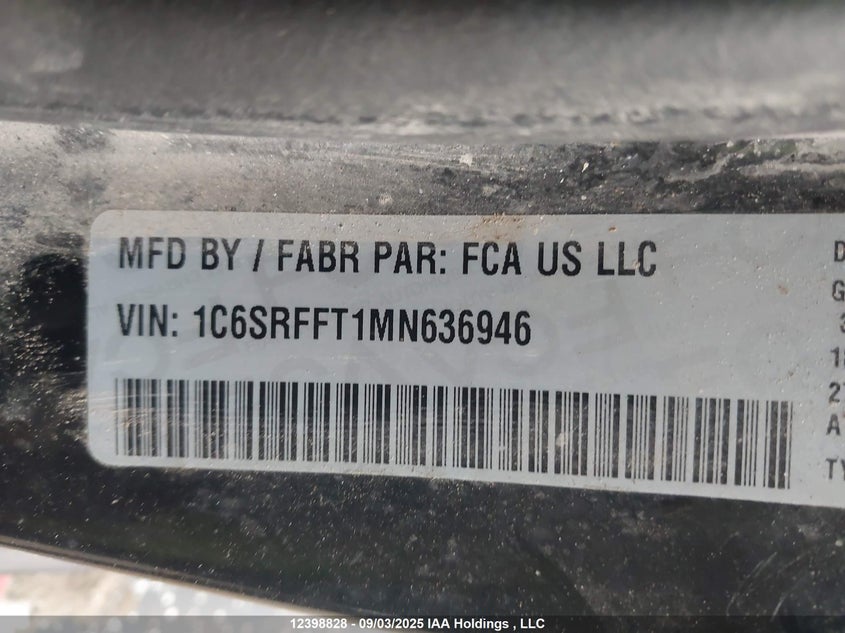 MFD BY / FABR PAR: FCA US LLC
VIN: 1C6SRFFT1MN636946
12398828 - 09/03/2025 IAA Holdings , LLC